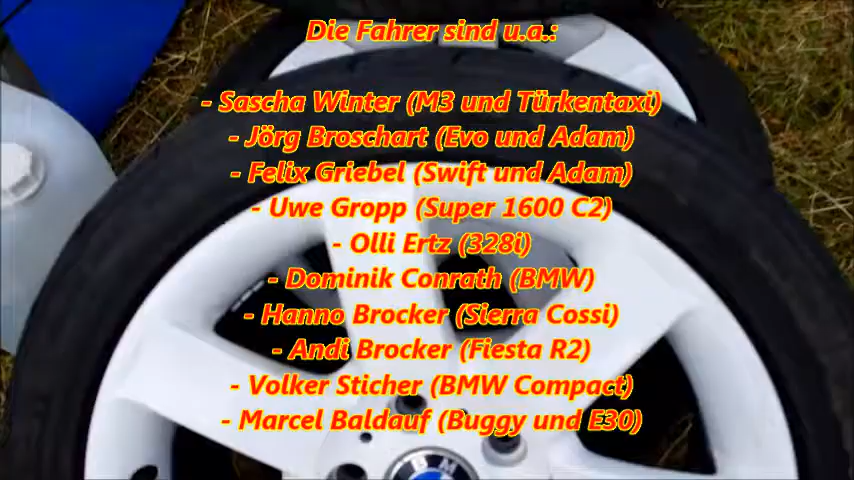 Die Fahrer sind u.a.:
- Sascha Winter (M3 und Türkentaxi)
- Jörg Broschart (Evo und Adam)
- Felix Griebel (Swift und Adam)
- Uwe Gropp (Super 1600 C2)
- Olli Ertz (328i)
- Dominik Conrath (BMW)
- Hanno Brocker (Sierra Cossi)
- Andi Brocker (Fiesta R2)
- Volker Sticher (BMW Compact)
- Marcel Baldauf (Buggy und E30)
BM